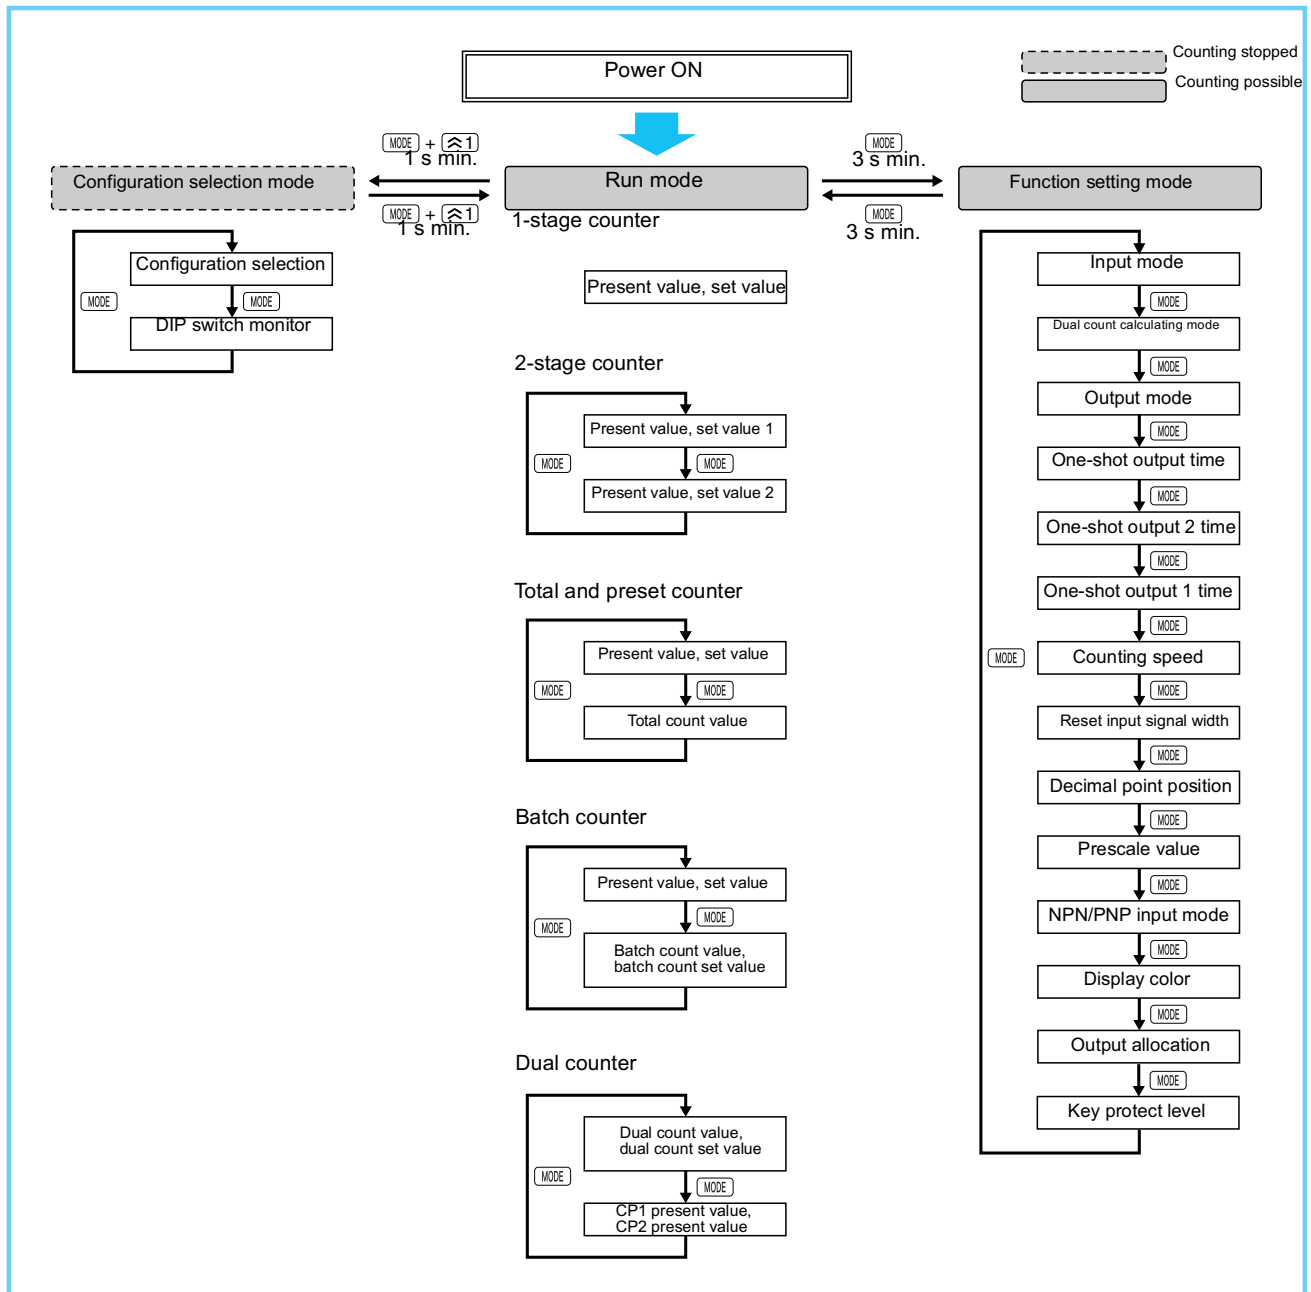 Power ON
Counting stopped
Counting possible
MODE + 1
1 s min.
MODE
3 s min.
Configuration selection mode
Run mode
Function setting mode
MODE + 1
1 s min.
MODE
3 s min.
Configuration selection
MODE
MODE
DIP switch monitor
1-stage counter
Present value, set value
2-stage counter
Present value, set value 1
MODE
MODE
Present value, set value 2
Total and preset counter
Present value, set value
MODE
MODE
Total count value
Batch counter
Present value, set value
MODE
MODE
Batch count value,
batch count set value
Dual counter
Dual count value,
dual count set value
MODE
MODE
CP1 present value,
CP2 present value
Input mode
MODE
Dual count calculating mode
MODE
Output mode
MODE
One-shot output time
MODE
One-shot output 2 time
MODE
One-shot output 1 time
MODE
MODE
Counting speed
MODE
Reset input signal width
MODE
Decimal point position
MODE
Prescale value
MODE
NPN/PNP input mode
MODE
Display color
MODE
Output allocation
MODE
Key protect level